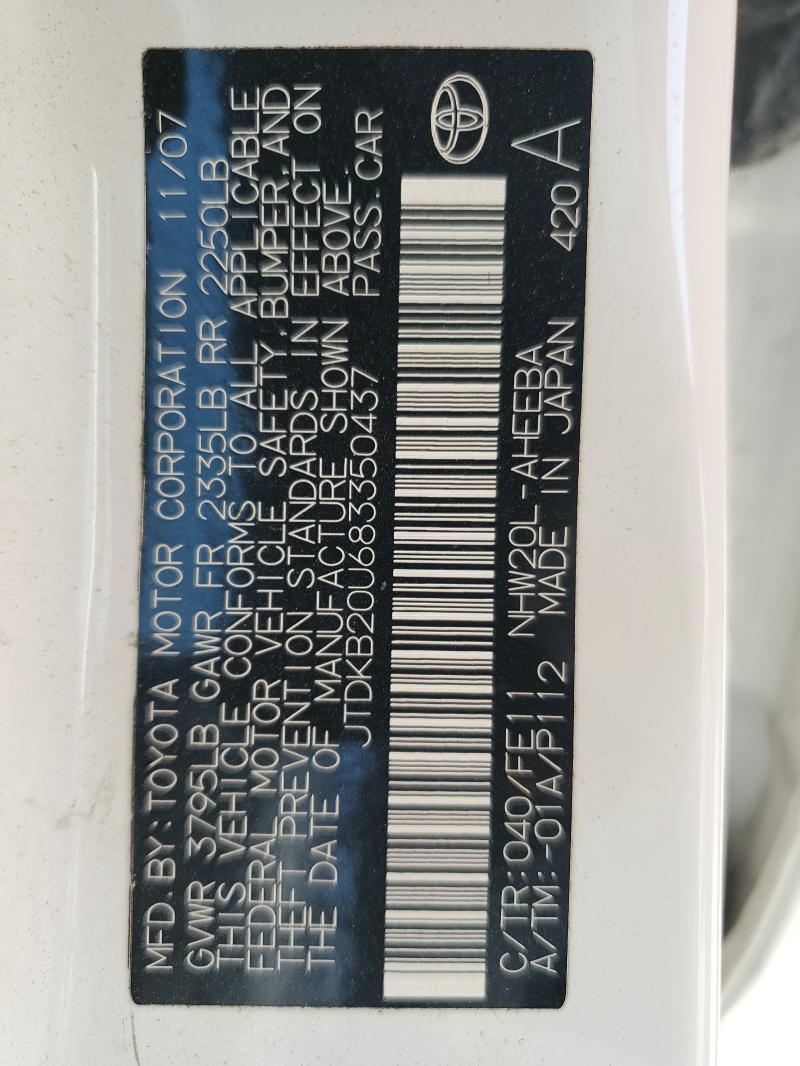 MFD. BY: TOYOTA MOTOR CORPORATION 11/07
GVWR 3795LB GAWR FR 2335LB RR 2250LB
THIS VEHICLE CONFORMS TO ALL APPLICABLE
FEDERAL MOTOR VEHICLE SAFETY, BUMPER, AND
THEFT PREVENTION STANDARDS IN EFFECT ON
THE DATE OF MANUFACTURE SHOWN ABOVE.
JTDKB20U683350437 PASS. CAR
C/TR: 040/FE11 NHW20L-AHEEBA
A/TM: -01A/P112 MADE IN JAPAN 420 A